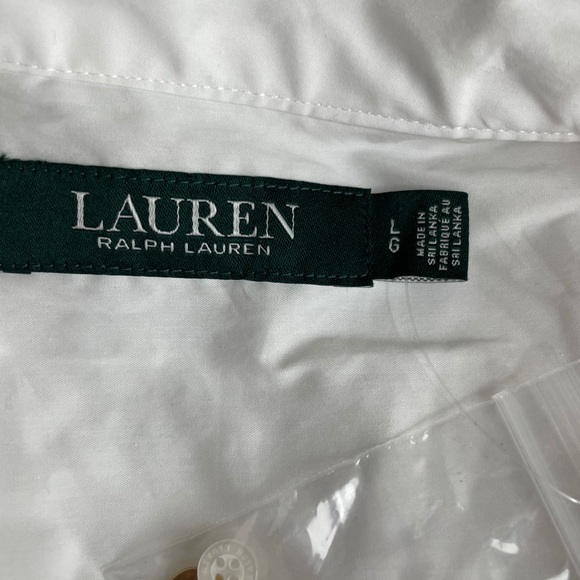 LAUREN
RALPH LAUREN
L
G
MADE IN
SRI LANKA
FABRIQUE AU
SRI LANKA